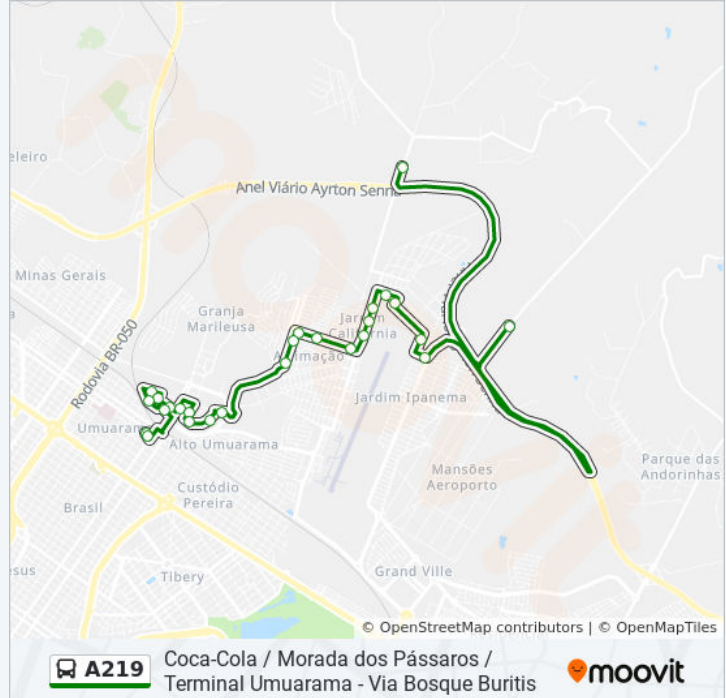 eleiro
Anel Viário Ayrton Senna
Minas Gerais
Granja
Marileusa
Jardim
Califórnia
Rodovia BR-050
Jardim Ipanema
Umuarama
Alto Umuarama
Mansões
Aeroporto
Parque das
Andorinhas
Custódio
Pereira
Brasil
esus
Tibery
Grand Ville
© OpenStreetMap contributors | © OpenMapTiles
A219
Coca-Cola / Morada dos Pássaros /
Terminal Umuarama - Via Bosque Buritis
moovit